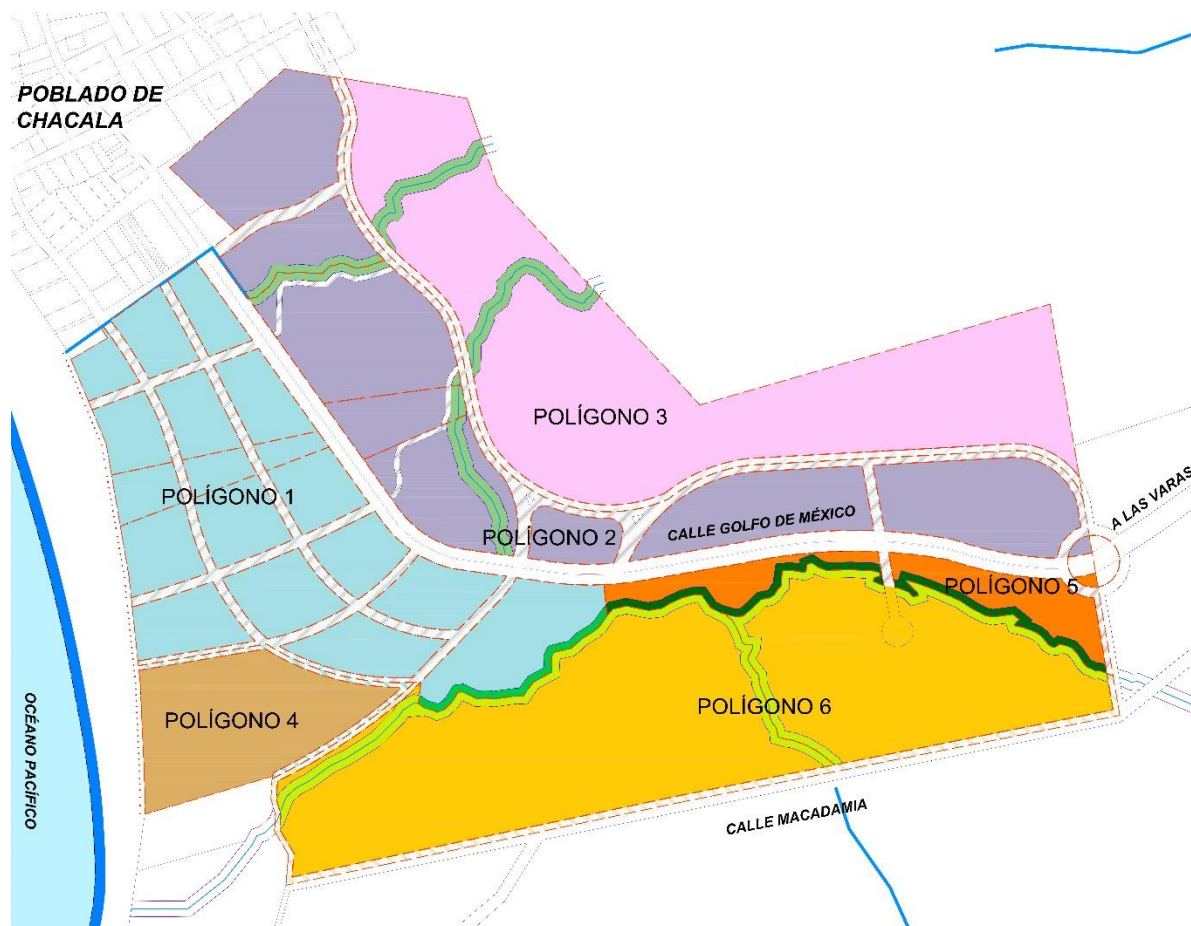 POBLADO DE
CHACALA
POLÍGONO 3
POLÍGONO 1
A LAS VARAS
CALLE GOLFO DE MÉXICO
POLÍGONO 2
POLÍGONO 5
POLÍGONO 4
POLÍGONO 6
OCÉANO PACÍFICO
CALLE MACADAMIA